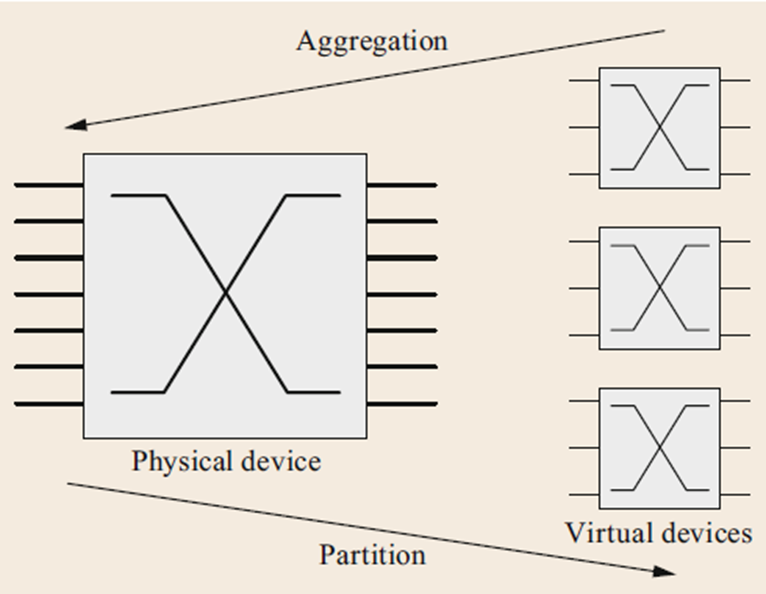 Aggregation
Physical device
Virtual devices
Partition